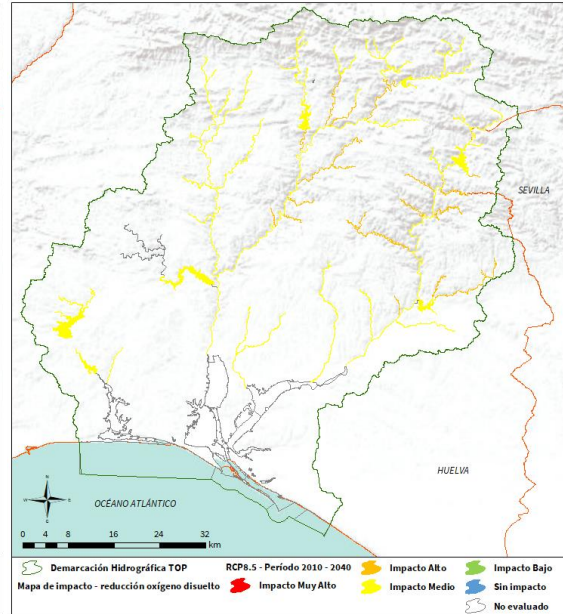 SEVILLA
HUELVA
OCÉANO ATLÁNTICO
N
W E
S
0 4 8 16 24 32
km
Demarcación Hidrográfica TOP RCP8.5 - Período 2010 - 2040 Impacto Alto Impacto Bajo
Mapa de impacto - reducción oxígeno disuelto Impacto Muy Alto Impacto Medio Sin impacto
No evaluado